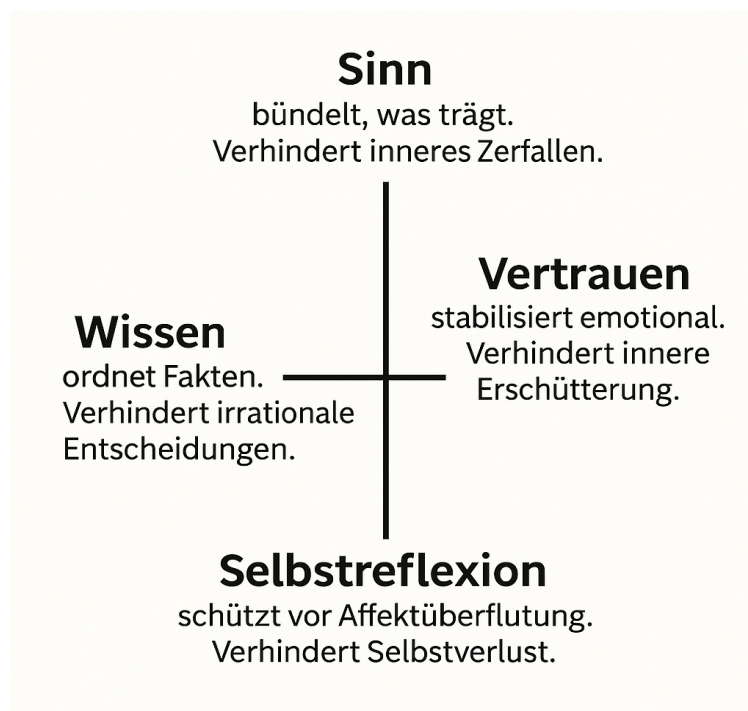 Sinn
bündelt, was trägt.
Verhindert inneres Zerfallen.
Vertrauen
stabilisiert emotional.
Verhindert innere
Erschütterung.
Wissen
ordnet Fakten.
Verhindert irrationale
Entscheidungen.
Selbstreflexion
schützt vor Affektüberflutung.
Verhindert Selbstverlust.